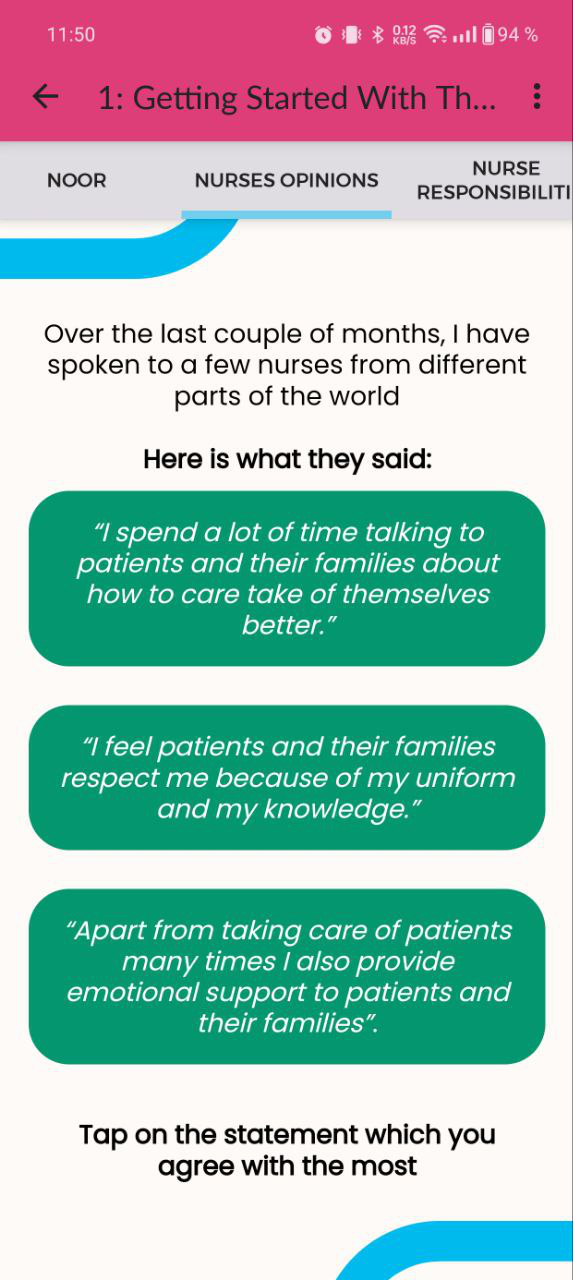 11:50
0.12
KB/S
94 %
1: Getting Started With Th...
NOOR
NURSES OPINIONS
NURSE
RESPONSIBILITI
Over the last couple of months, I have
spoken to a few nurses from different
parts of the world
Here is what they said:
“I spend a lot of time talking to
patients and their families about
how to care take of themselves
better.”
“I feel patients and their families
respect me because of my uniform
and my knowledge.”
“Apart from taking care of patients
many times I also provide
emotional support to patients and
their families”.
Tap on the statement which you
agree with the most